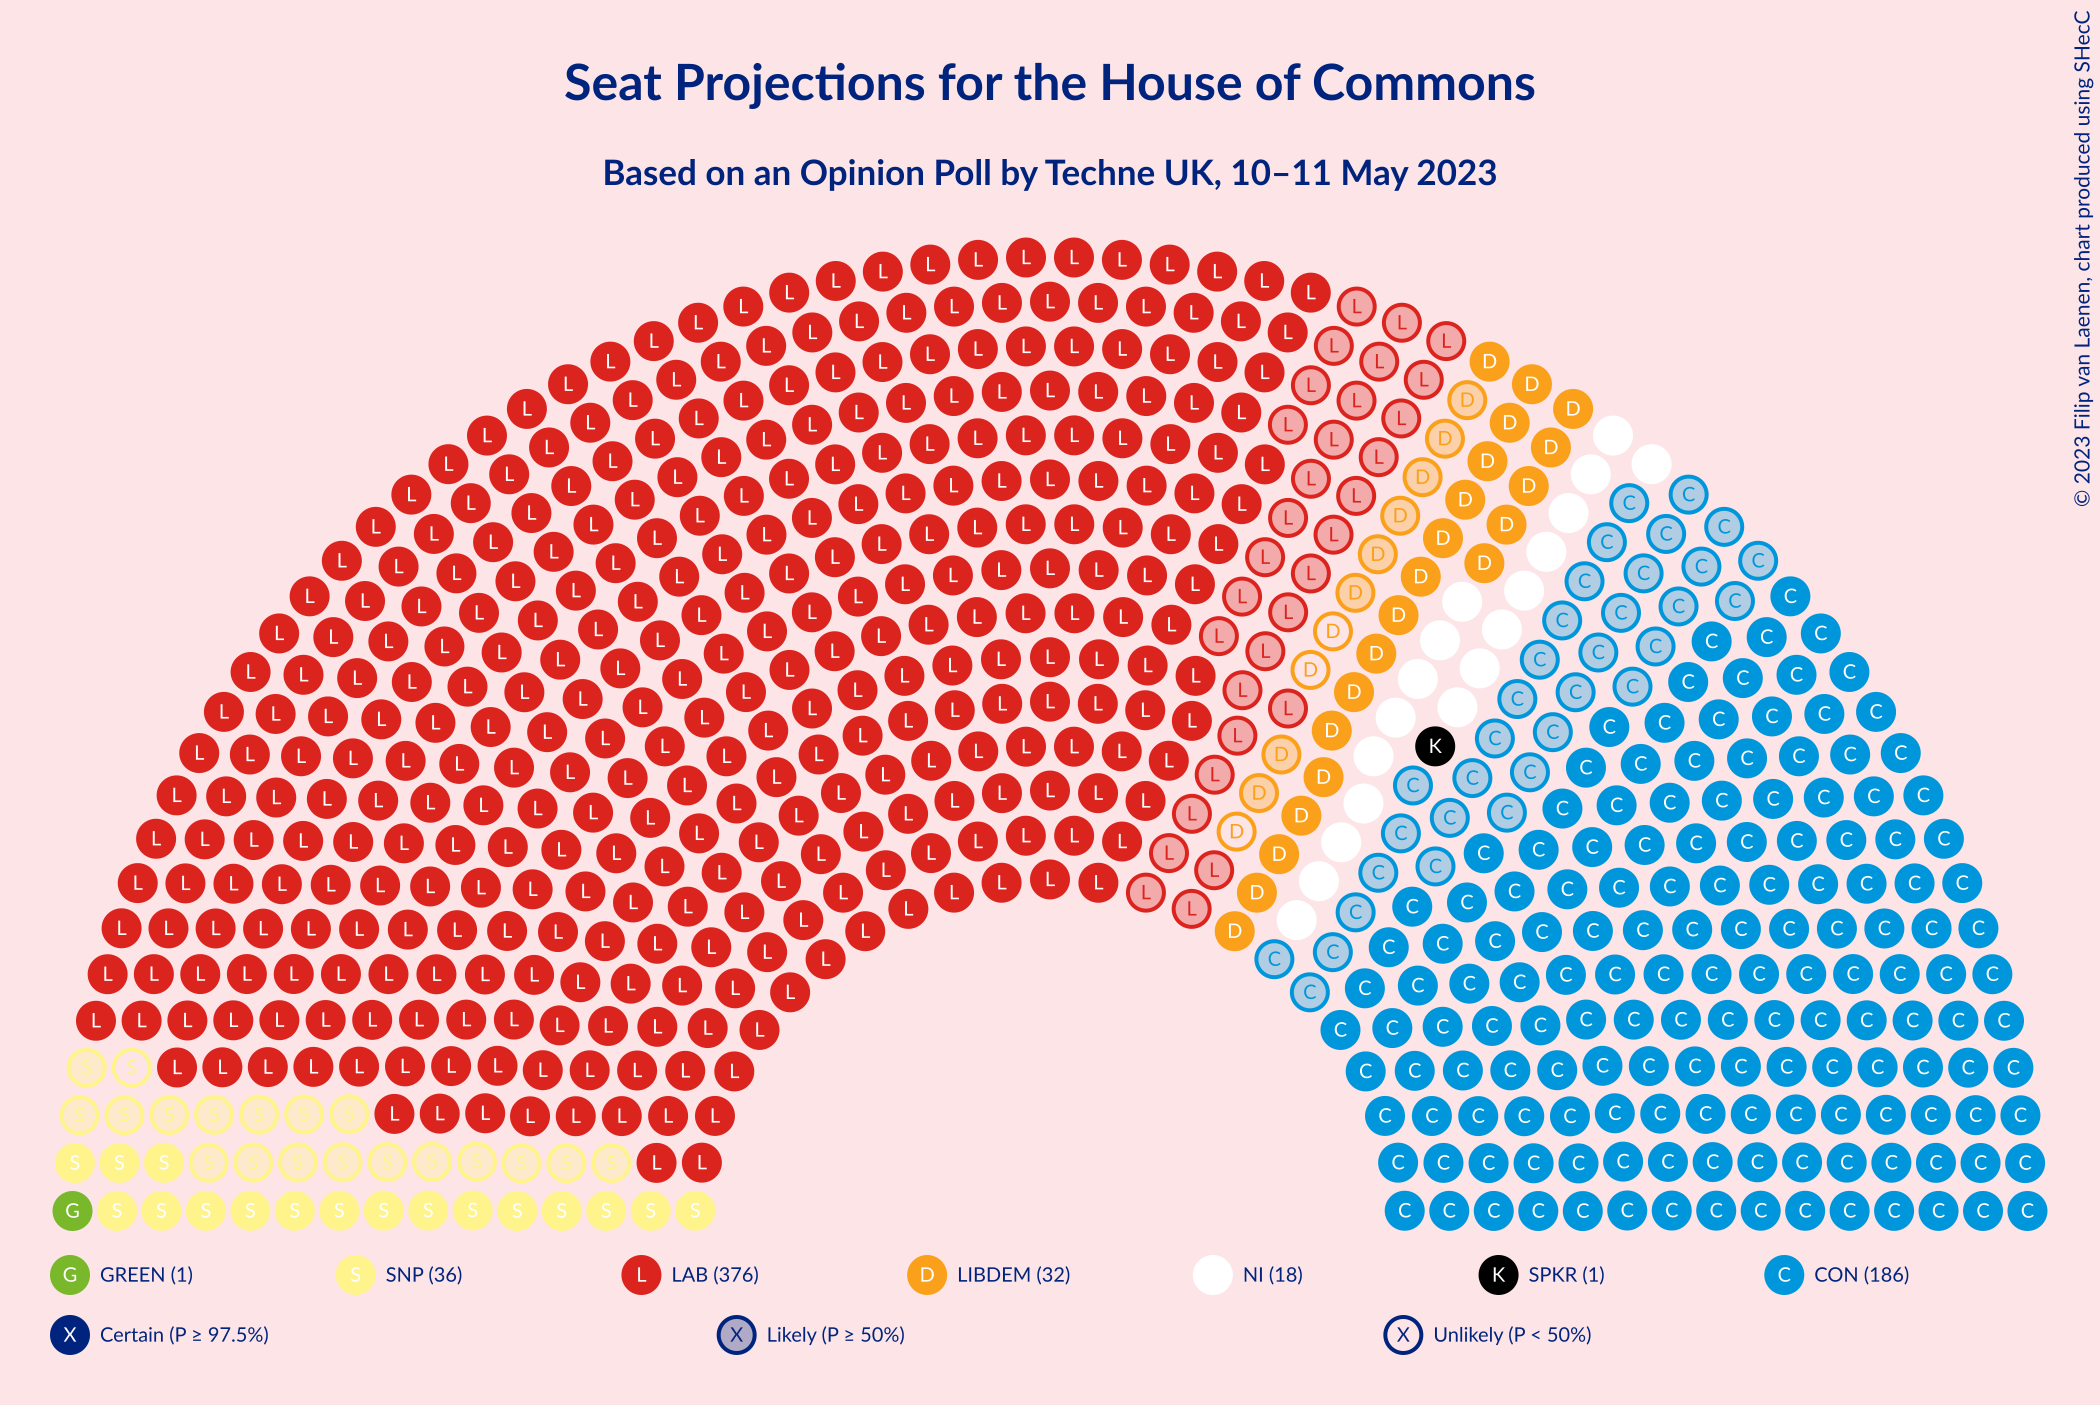 Seat Projections for the House of Commons
Based on an Opinion Poll by Techne UK, 10–11 May 2023
© 2023 Filip van Laenen, chart produced using SHecC
G GREEN (1) S SNP (36) L LAB (376) D LIBDEM (32) NI (18) K SPKR (1) C CON (186)
X Certain (P ≥ 97.5%) X Likely (P ≥ 50%) X Unlikely (P < 50%)